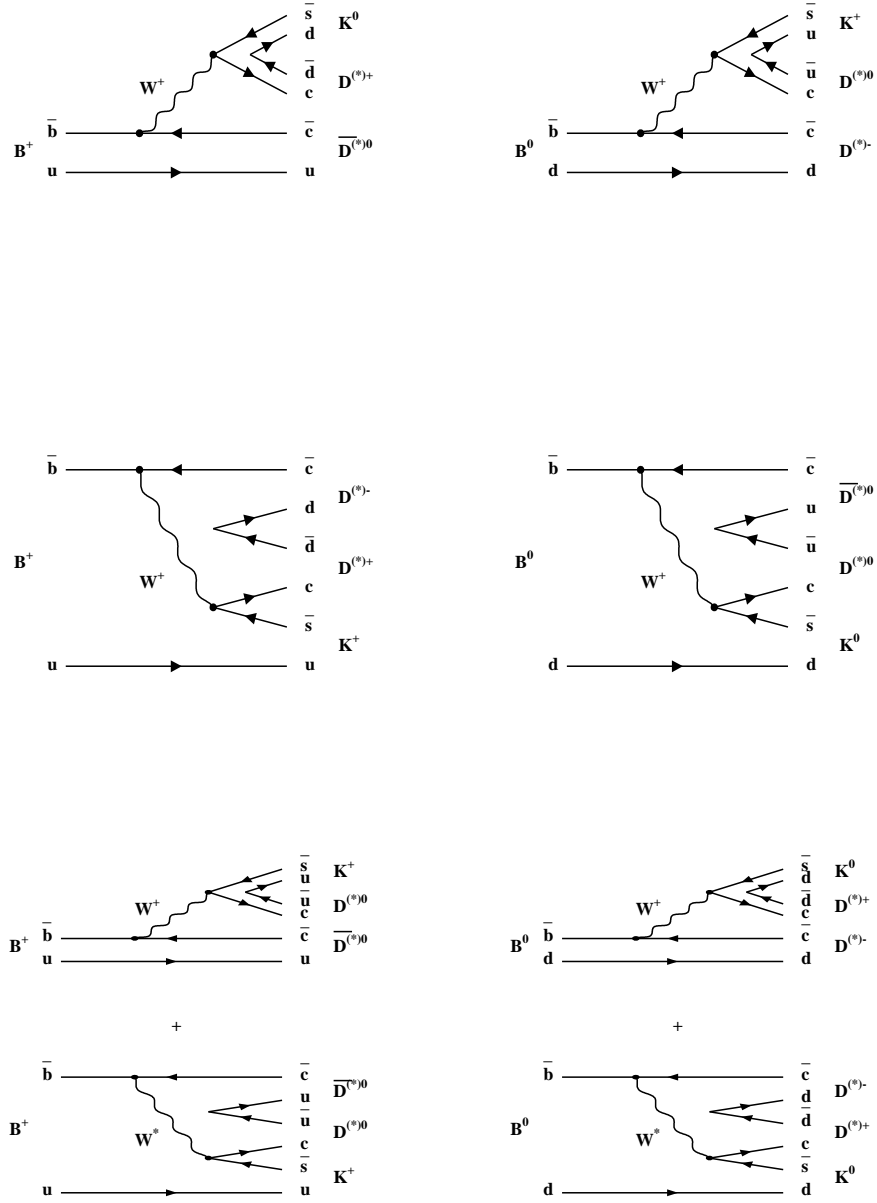 s̅ K⁰
d
W⁺ d̅ D⁽*⁾⁺
c
b̅ c̅
B⁺ D̅⁽*⁾⁰
u u
s̅ K⁺
u
W⁺ u̅ D⁽*⁾⁰
c
b̅ c̅
B⁰ D⁽*⁾⁻
d d
b̅ c̅
D⁽*⁾⁻
d
B⁺ d̅
D⁽*⁾⁺
W⁺ c
s̅
K⁺
u u
b̅ c̅
D̅⁽*⁾⁰
u
B⁰ u̅
D⁽*⁾⁰
W⁺ c
s̅
K⁰
d d
s̅ K⁺
u
W⁺ u̅ D⁽*⁾⁰
c
b̅ c̅ D̅⁽*⁾⁰
B⁺
u u
+
b̅ c̅
D̅⁽*⁾⁰
u
B⁺ u̅ D⁽*⁰⁾
W* c
s̅ K⁺
u u
s̅ K⁰
d
W⁺ d̅ D⁽*⁾⁺
c
b̅ c̅ D⁽*⁾⁻
B⁰
d d
+
b̅ c̅
D⁽*⁾⁻
d
B⁰ d̅ D⁽*⁾⁺
W* c
s̅ K⁰
d d